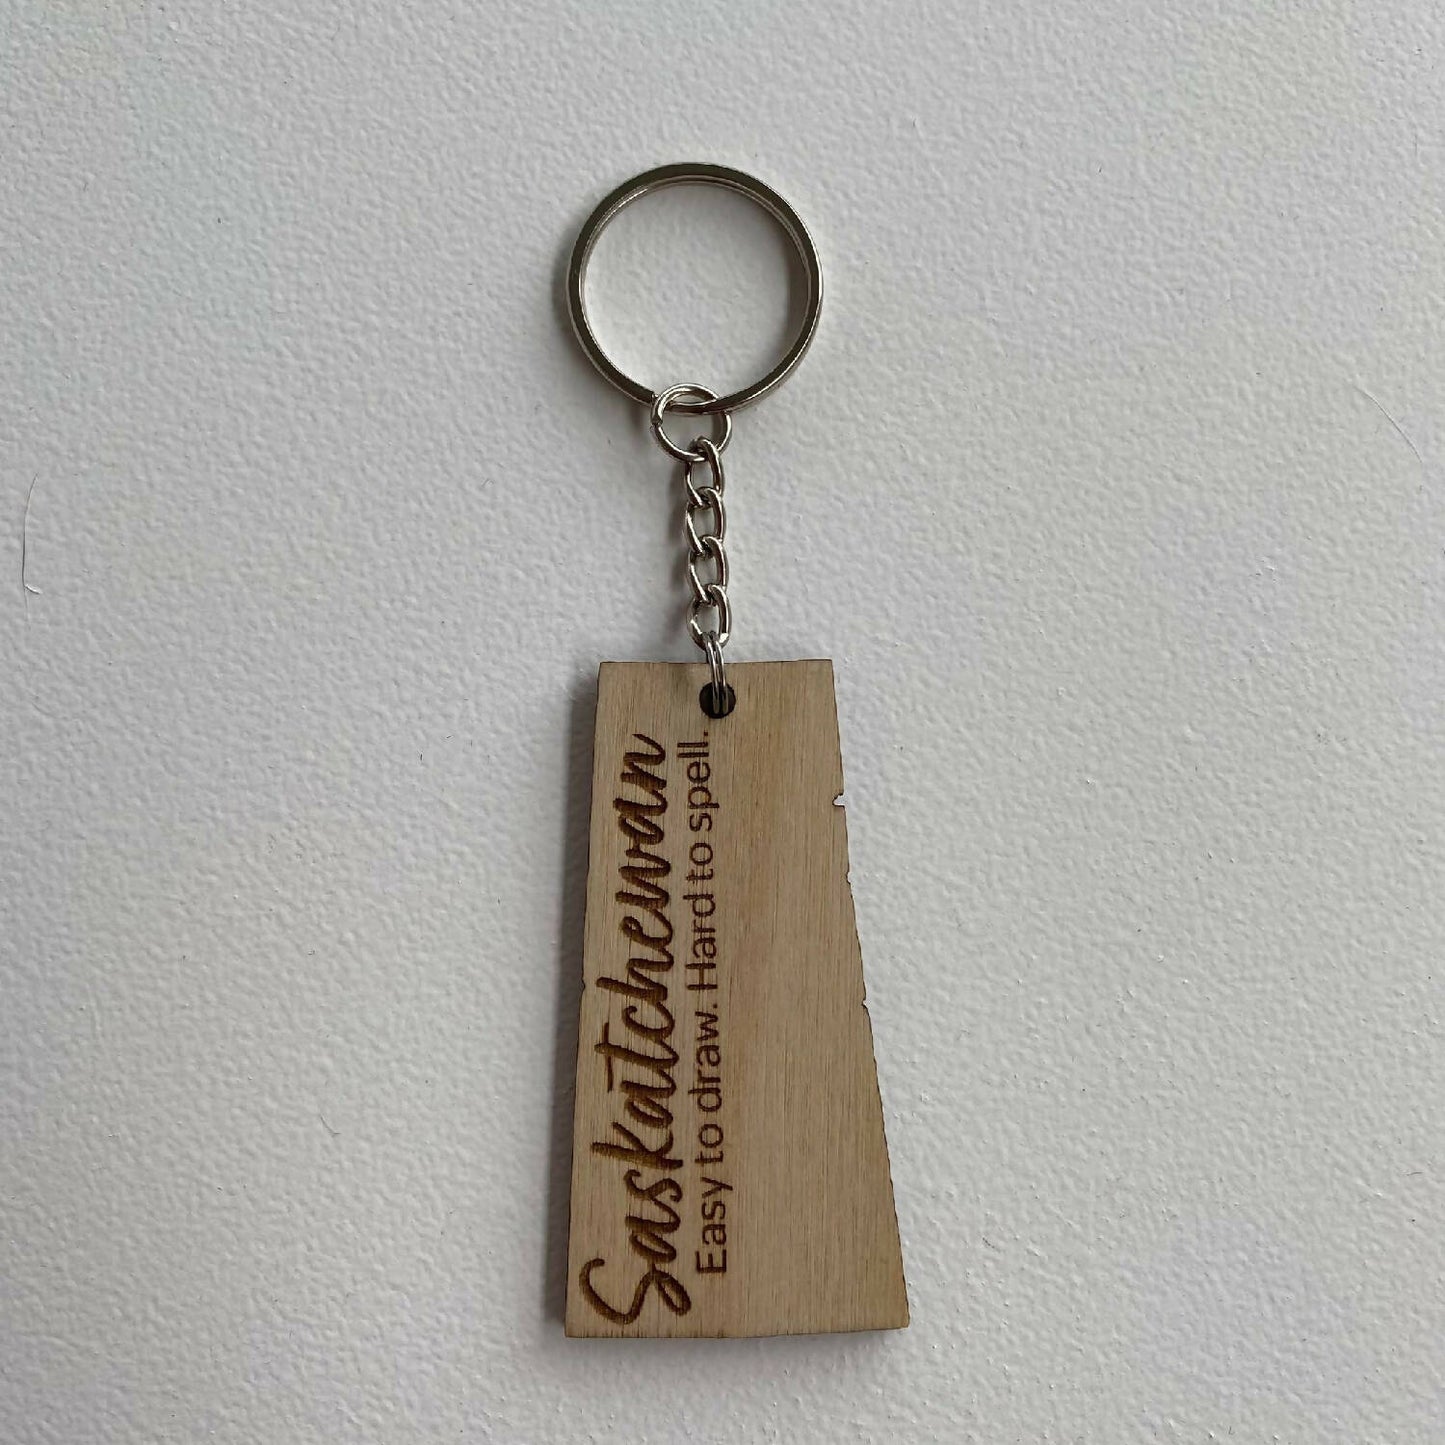 Saskatchewan
Easy to draw. Hard to spell.